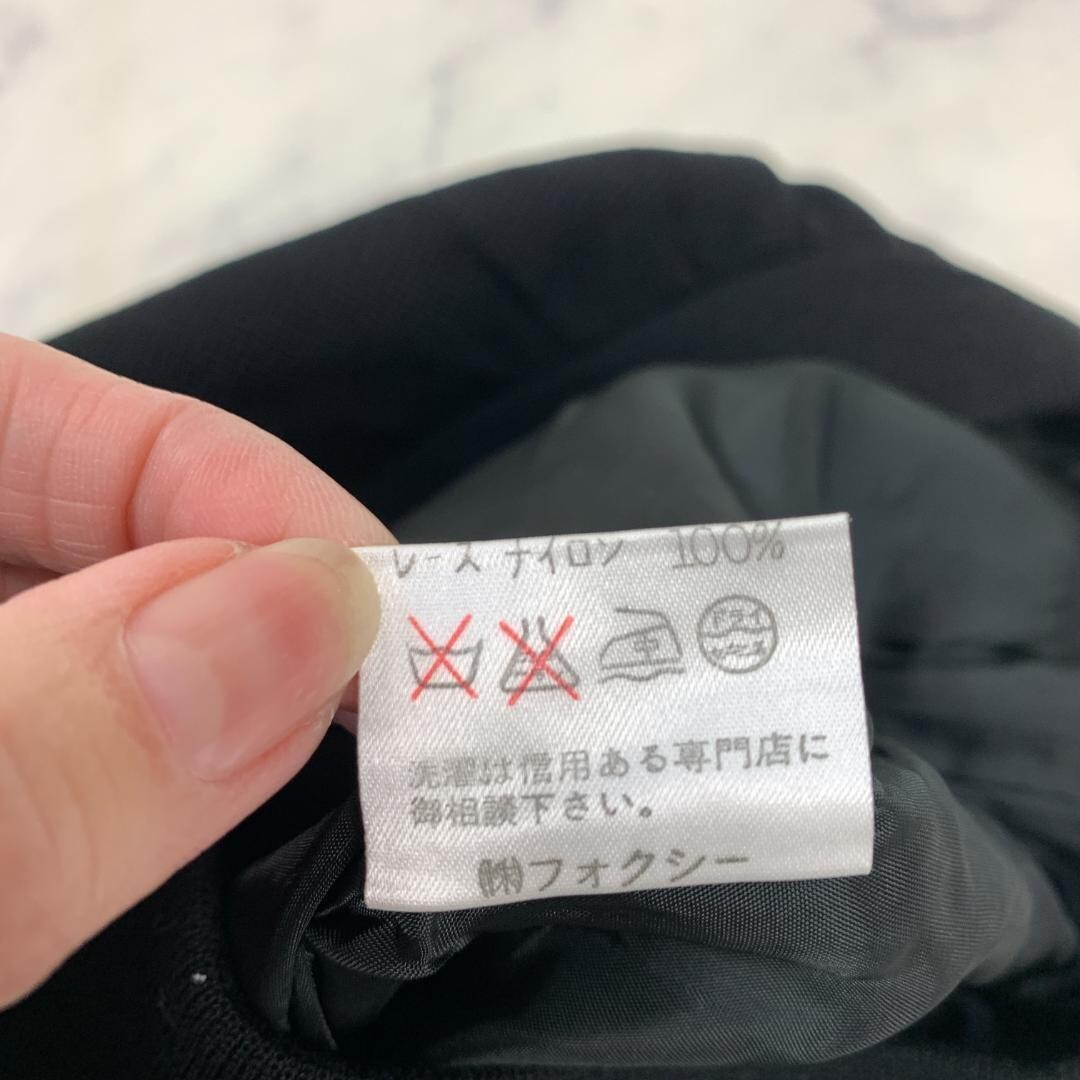 レース ナイロン 100%
中
洗濯は信用ある専門店に
御相談下さい。
㈱フォクシー